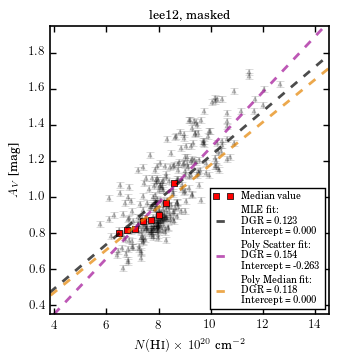 lee12, masked
1.8
1.6
1.4
1.2
1.0
0.8
0.6
0.4
A_V [mag]
Median value
MLE fit:
DGR = 0.123
Intercept = 0.000
Poly Scatter fit:
DGR = 0.154
Intercept = -0.263
Poly Median fit:
DGR = 0.118
Intercept = 0.000
4 6 8 10 12 14
N(HI) × 10^20 cm^−2